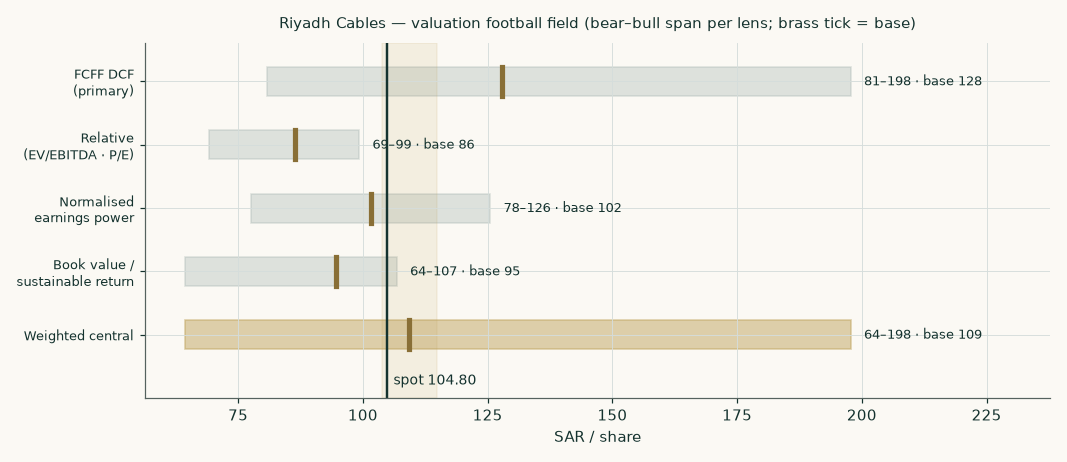 Riyadh Cables — valuation football field (bear–bull span per lens; brass tick = base)
FCFF DCF
(primary)
81–198 · base 128
Relative
(EV/EBITDA · P/E)
69–99 · base 86
Normalised
earnings power
78–126 · base 102
Book value /
sustainable return
64–107 · base 95
Weighted central
64–198 · base 109
spot 104.80
75
100
125
150
175
200
225
SAR / share